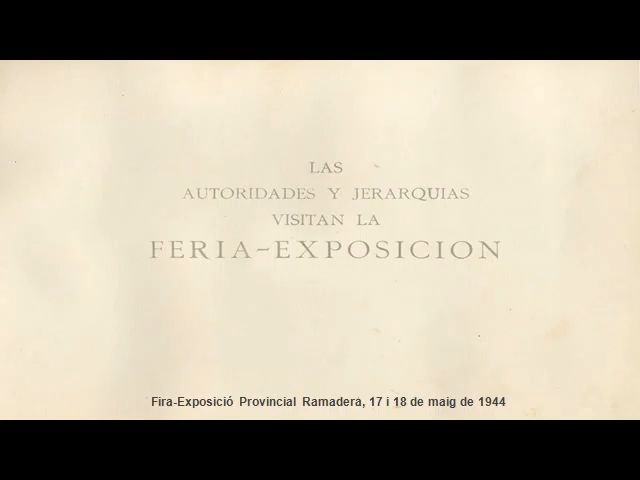 LAS
AUTORIDADES Y JERARQUIAS
VISITAN LA
FERIA-EXPOSICION
Fira-Exposició Provincial Ramadera, 17 i 18 de maig de 1944